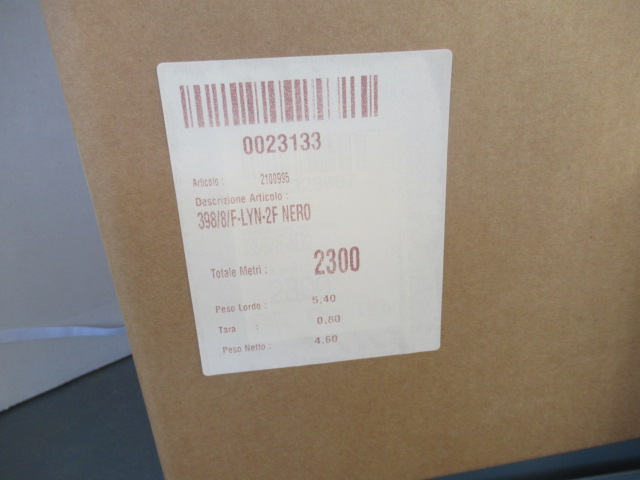 0023133
Articolo : 2100995
Descrizione Articolo :
398/8/F-LYN-2F NERO
Totale Metri : 2300
Peso Lordo : 5.40
Tara : 0.80
Peso Netto : 4.60